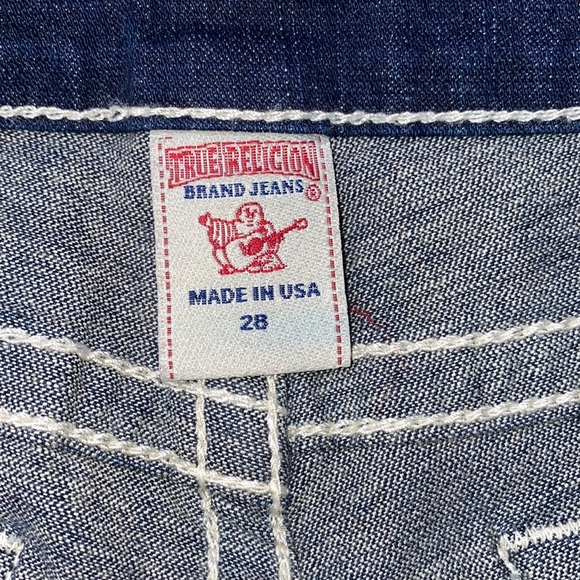 TRUE RELIGION
BRAND JEANS ®
MADE IN USA
28